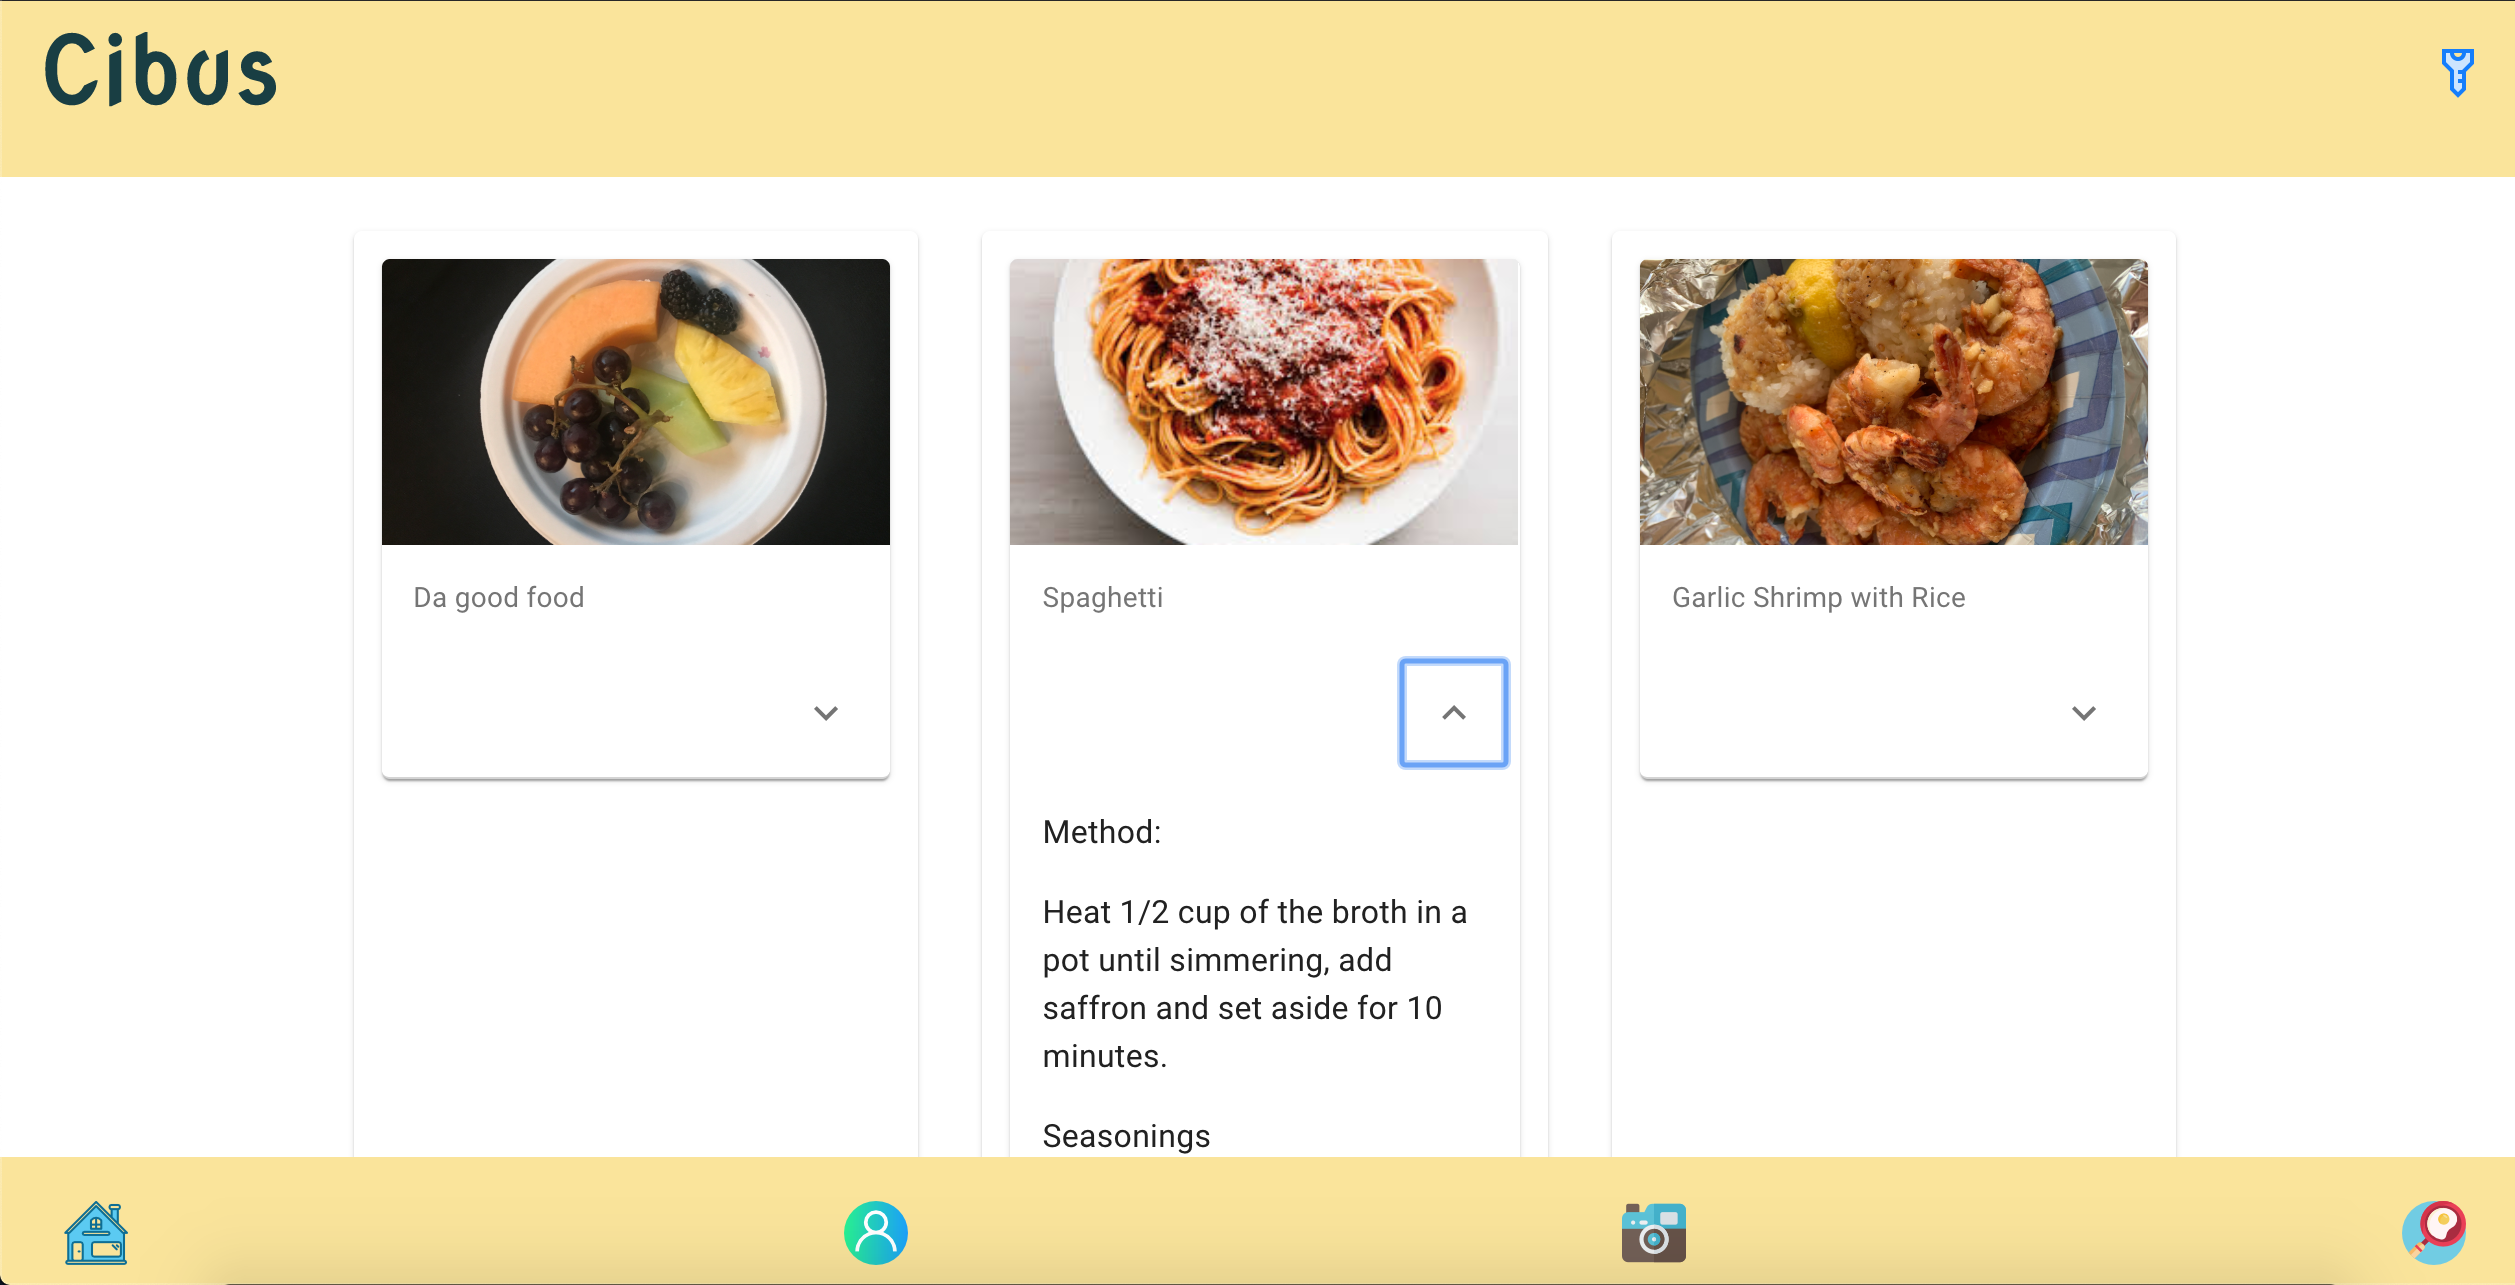 Cibus
Da good food
Spaghetti
Garlic Shrimp with Rice
Method:
Heat 1/2 cup of the broth in a
pot until simmering, add
saffron and set aside for 10
minutes.
Seasonings